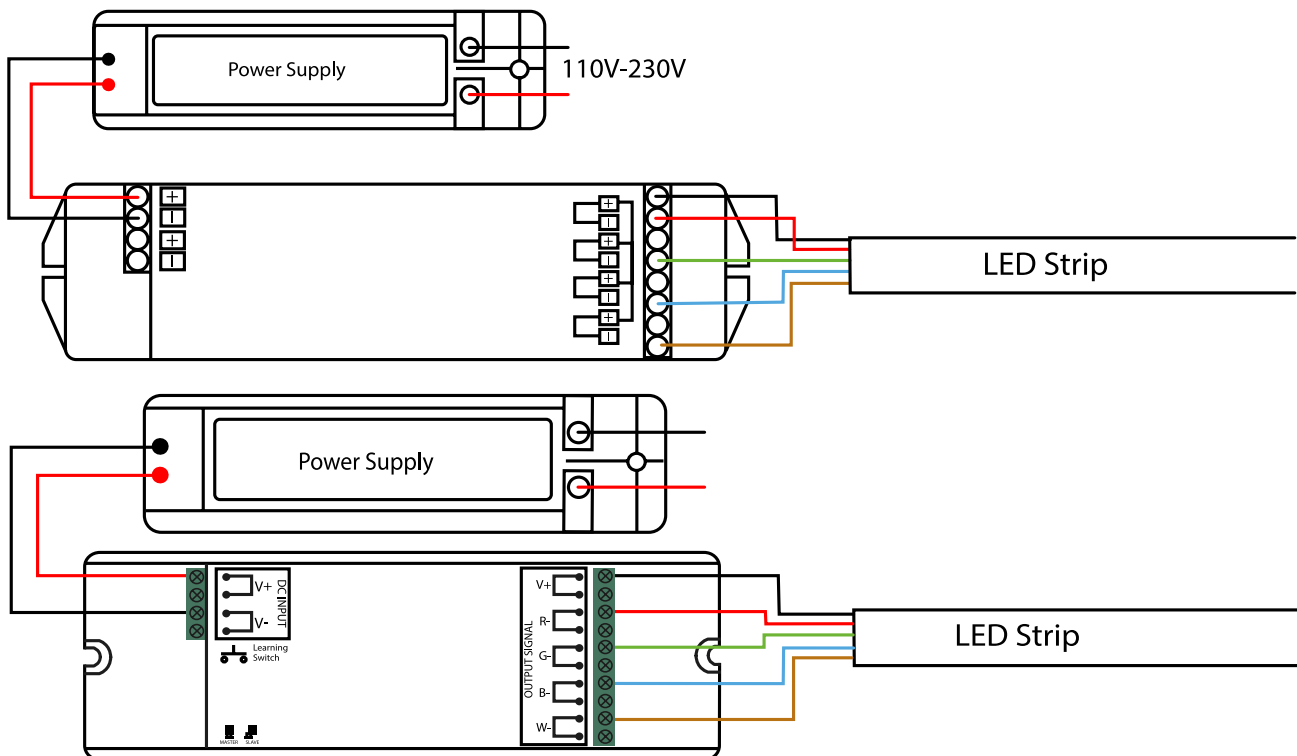 Power Supply
110V-230V
+
-
+
-
+
-
+
-
+
-
+
-
LED Strip
Power Supply
V+
V-
DC INPUT
Learning
Switch
MASTER SLAVE
OUTPUT SIGNAL
V+
R-
G-
B-
W-
LED Strip